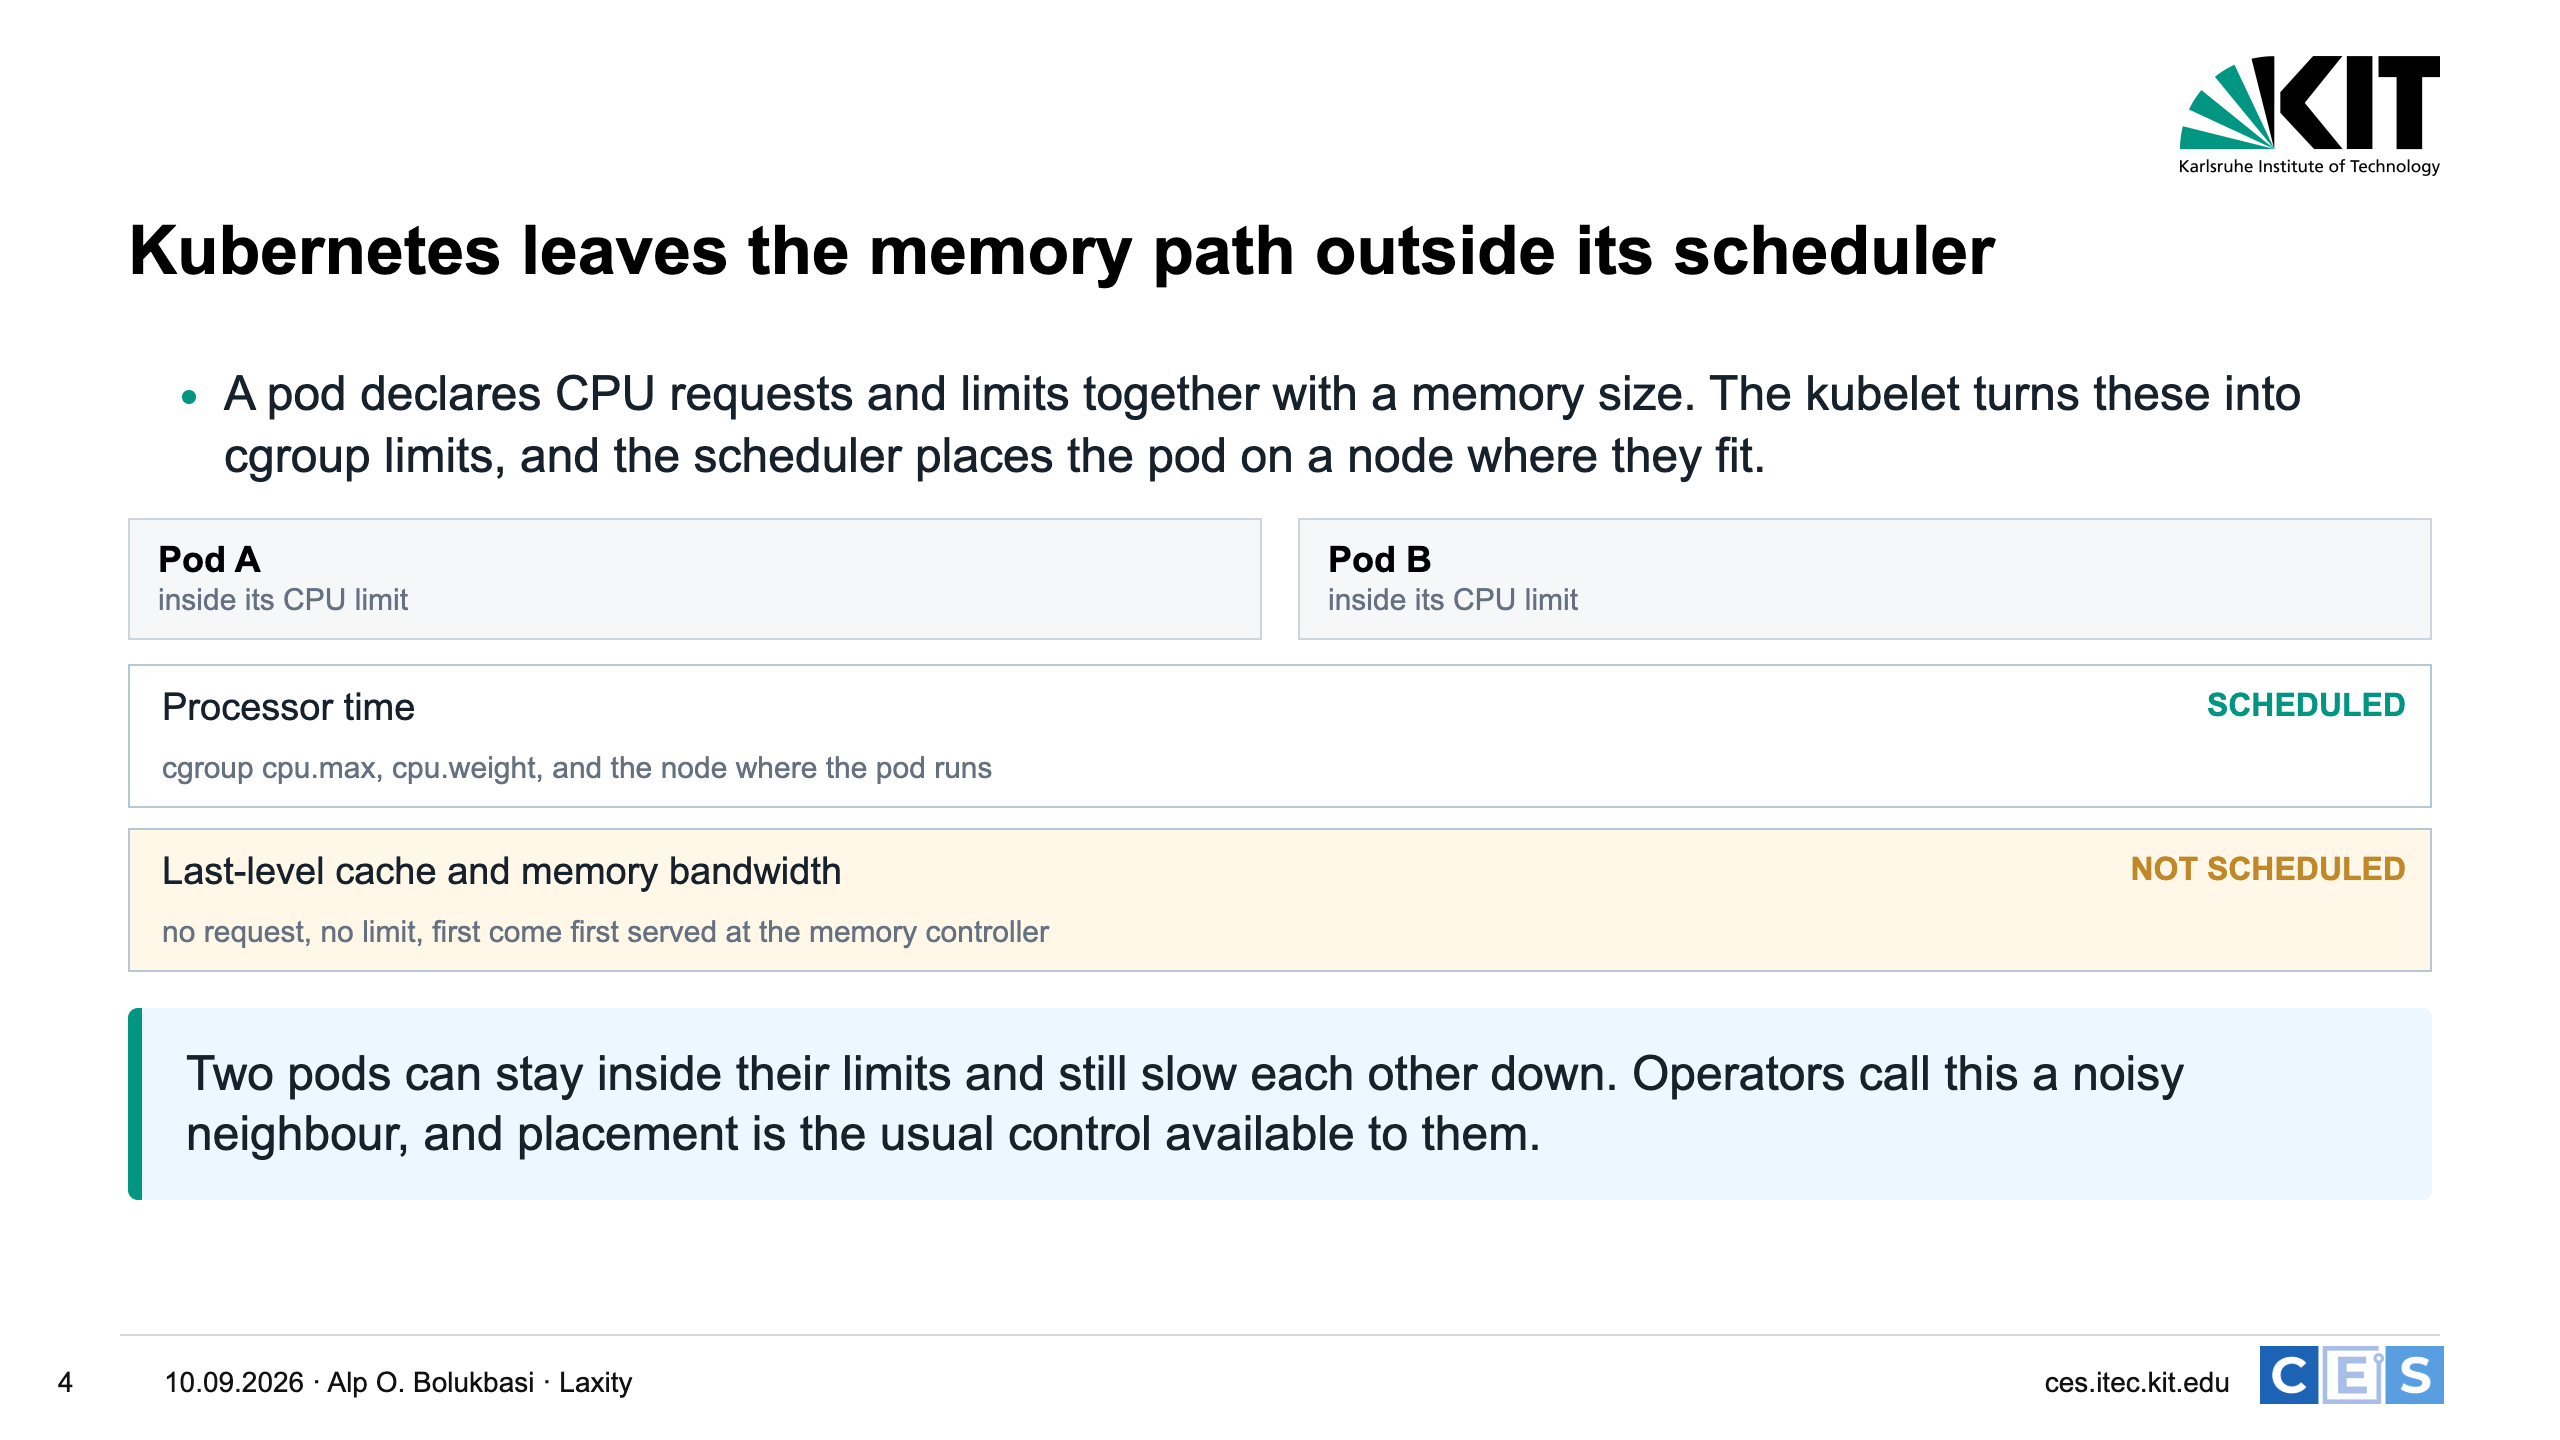 KIT
Karlsruhe Institute of Technology
Kubernetes leaves the memory path outside its scheduler
• A pod declares CPU requests and limits together with a memory size. The kubelet turns these into
cgroup limits, and the scheduler places the pod on a node where they fit.
Pod A
inside its CPU limit
Pod B
inside its CPU limit
Processor time
SCHEDULED
cgroup cpu.max, cpu.weight, and the node where the pod runs
Last-level cache and memory bandwidth
NOT SCHEDULED
no request, no limit, first come first served at the memory controller
Two pods can stay inside their limits and still slow each other down. Operators call this a noisy
neighbour, and placement is the usual control available to them.
4
10.09.2026 · Alp O. Bolukbasi · Laxity
ces.itec.kit.edu
CES